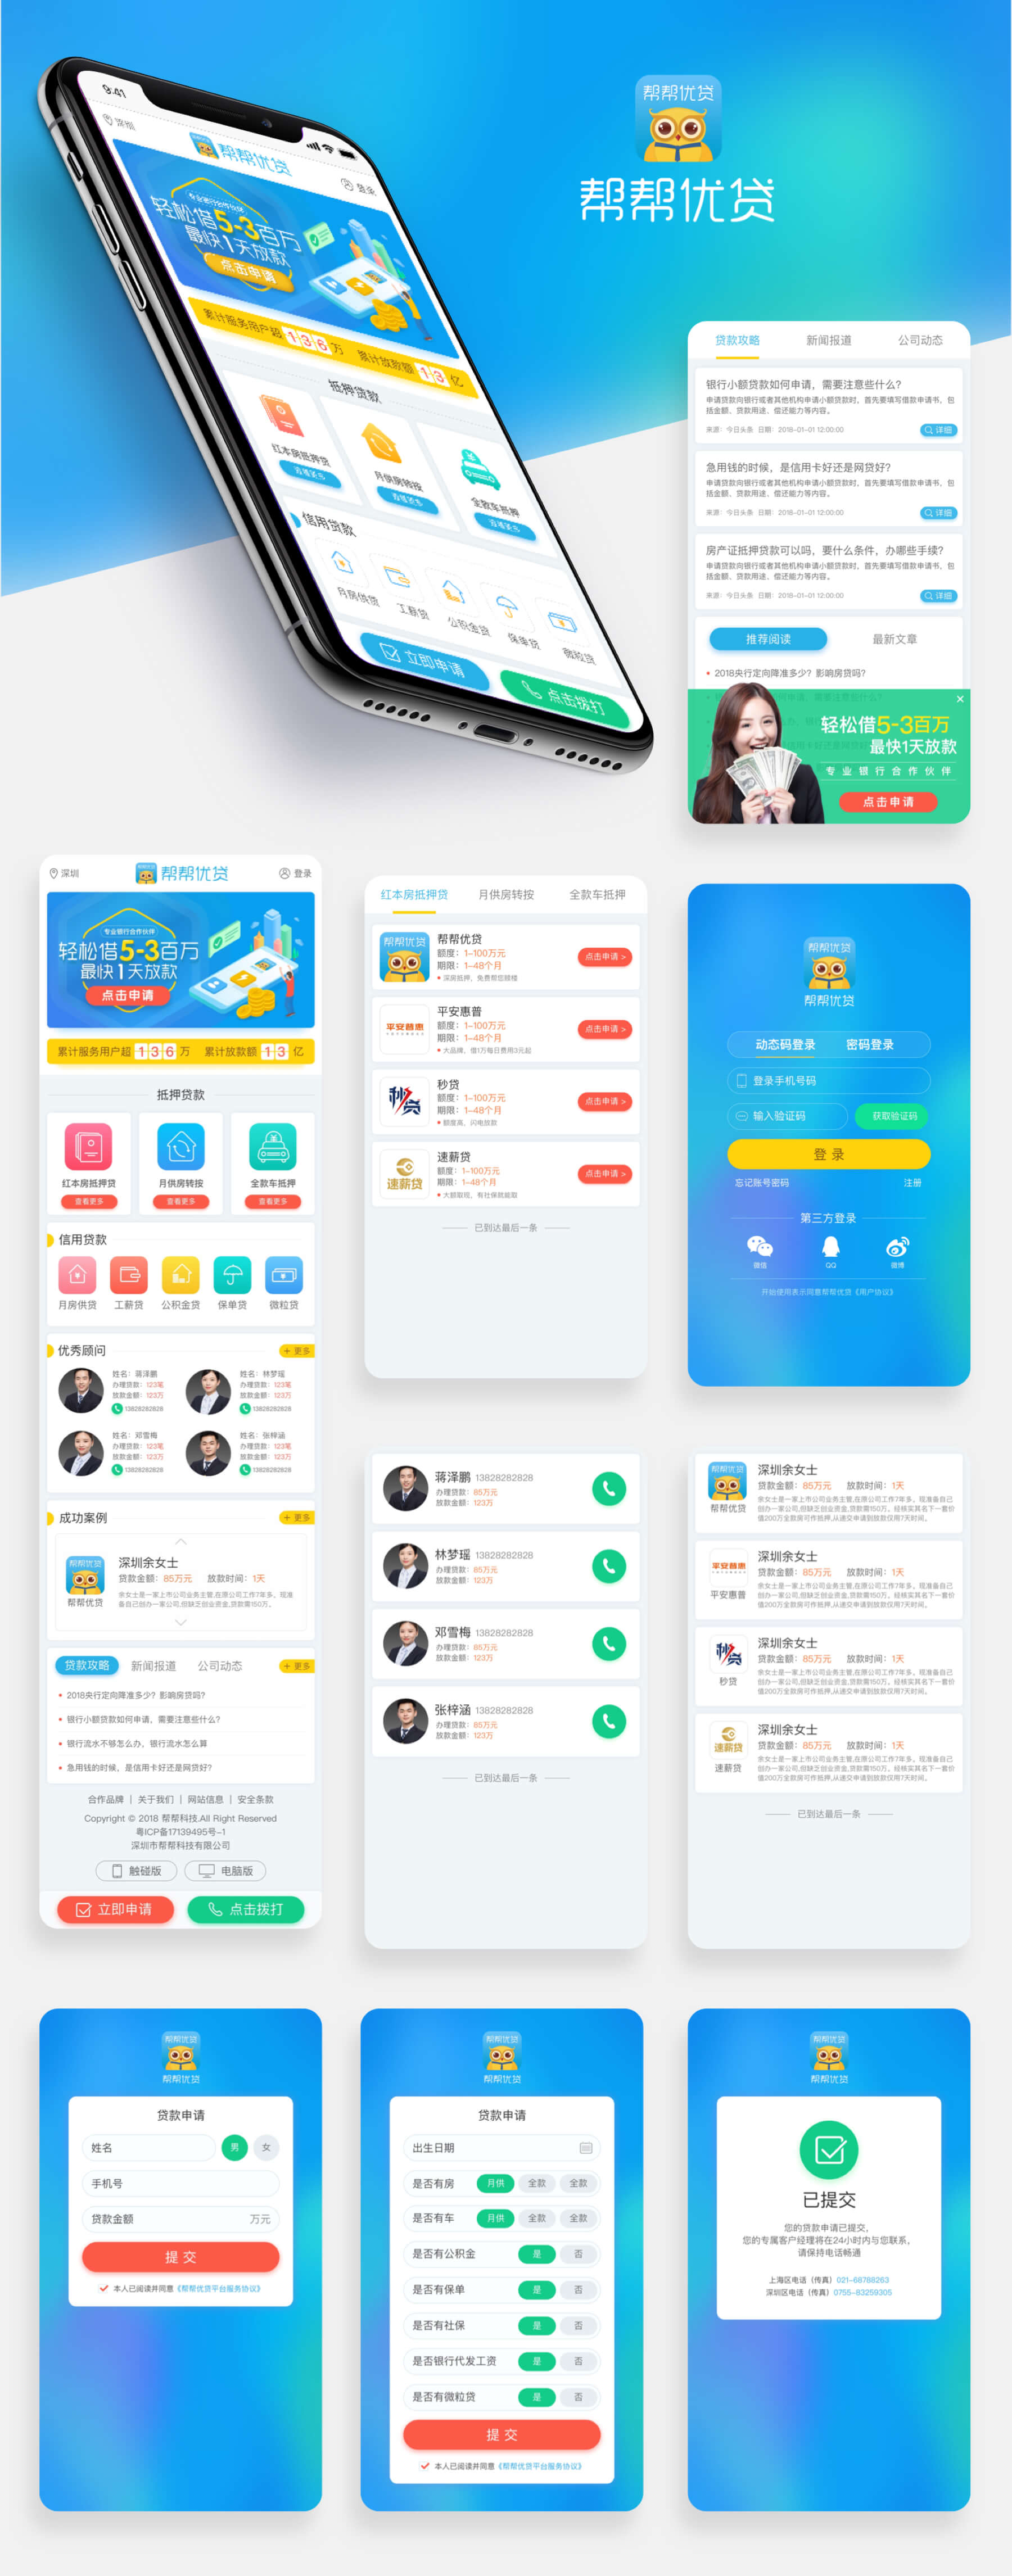 9:41
深圳
帮帮优贷
登录
专业银行合作伙伴
轻松借5-3百万
最快1天放款
点击申请
累计服务用户超 136 万 累计放款额 13 亿
抵押贷款
红本房抵押贷
月供房转按
全款车抵押
信用贷款
月房供贷
工薪贷
公积金贷
保单贷
微粒贷
立即申请
点击拨打
帮帮优贷
帮帮优贷
贷款攻略 新闻报道 公司动态
银行小额贷款如何申请，需要注意些什么?
申请贷款向银行或者其他机构申请小额贷款时，首先要填写借款申请书，包
括金额、贷款用途、偿还能力等内容。
来源：今日头条 日期：2018-01-01 12:00:00 详细
急用钱的时候，是信用卡好还是网贷好?
申请贷款向银行或者其他机构申请小额贷款时，首先要填写借款申请书，包
括金额、贷款用途、偿还能力等内容。
来源：今日头条 日期：2018-01-01 12:00:00 详细
房产证抵押贷款可以吗，要什么条件，办哪些手续?
申请贷款向银行或者其他机构申请小额贷款时，首先要填写借款申请书，包
括金额、贷款用途、偿还能力等内容。
来源：今日头条 日期：2018-01-01 12:00:00 详细
推荐阅读 最新文章
2018央行定向降准多少？影响房贷吗?
轻松借5-3百万
最快1天放款
专业银行合作伙伴
点击申请
深圳 帮帮优贷 登录
专业银行合作伙伴
轻松借5-3百万
最快1天放款
点击申请
累计服务用户超 136 万 累计放款额 13 亿
抵押贷款
红本房抵押贷 月供房转按 全款车抵押
查看更多 查看更多 查看更多
信用贷款
月房供贷 工薪贷 公积金贷 保单贷 微粒贷
优秀顾问 + 更多
姓名：蒋泽鹏
办理贷款：123笔
放款金额：123万
13828282828
姓名：林梦瑶
办理贷款：123笔
放款金额：123万
13828282828
姓名：邓雪梅
办理贷款：123笔
放款金额：123万
13828282828
姓名：张梓涵
办理贷款：123笔
放款金额：123万
13828282828
成功案例 + 更多
帮帮优贷
深圳余女士
贷款金额：85万元 放款时间：1天
余女士是一家上市公司业务主管,在原公司工作7年多，现准
备自己创办一家公司,但缺乏创业资金,贷款需150万。
帮帮优贷
贷款攻略 新闻报道 公司动态 + 更多
2018央行定向降准多少？影响房贷吗?
银行小额贷款如何申请，需要注意些什么?
银行流水不够怎么办，银行流水怎么算
急用钱的时候，是信用卡好还是网贷好?
合作品牌 | 关于我们 | 网站信息 | 安全条款
Copyright © 2018 帮帮科技.All Right Reserved
粤ICP备17139495号-1
深圳市帮帮科技有限公司
触碰版 电脑版
立即申请 点击拨打
红本房抵押贷 月供房转按 全款车抵押
帮帮优贷
帮帮优贷
额度：1-100万元
期限：1-48个月
深房抵押，免费帮您赎楼
点击申请 >
平安普惠
平安惠普
额度：1-100万元
期限：1-48个月
大品牌，借1万每日费用3元起
点击申请 >
秒贷
秒贷
额度：1-100万元
期限：1-48个月
额度高，闪电放款
点击申请 >
速薪贷
速薪贷
额度：1-100万元
期限：1-48个月
大额取现，有社保就能取
点击申请 >
已到达最后一条
帮帮优贷
帮帮优贷
动态码登录 密码登录
登录手机号码
输入验证码 获取验证码
登 录
忘记账号密码 注册
第三方登录
微信 QQ 微博
开始使用表示同意帮帮优贷《用户协议》
蒋泽鹏 13828282828
办理贷款：85万元
放款金额：123万
林梦瑶 13828282828
办理贷款：85万元
放款金额：123万
邓雪梅 13828282828
办理贷款：85万元
放款金额：123万
张梓涵 13828282828
办理贷款：85万元
放款金额：123万
已到达最后一条
帮帮优贷
帮帮优贷
深圳余女士
贷款金额：85万元 放款时间：1天
余女士是一家上市公司业务主管,在原公司工作7年多，现准备自己
创办一家公司,但缺乏创业资金,贷款需150万，经核实其名下一套价
值200万全款房可作抵押,从递交申请到放款仅用7天时间。
平安普惠
平安惠普
深圳余女士
贷款金额：85万元 放款时间：1天
余女士是一家上市公司业务主管,在原公司工作7年多，现准备自己
创办一家公司,但缺乏创业资金,贷款需150万，经核实其名下一套价
值200万全款房可作抵押,从递交申请到放款仅用7天时间。
秒贷
秒贷
深圳余女士
贷款金额：85万元 放款时间：1天
余女士是一家上市公司业务主管,在原公司工作7年多，现准备自己
创办一家公司,但缺乏创业资金,贷款需150万，经核实其名下一套价
值200万全款房可作抵押,从递交申请到放款仅用7天时间。
速薪贷
速薪贷
深圳余女士
贷款金额：85万元 放款时间：1天
余女士是一家上市公司业务主管,在原公司工作7年多，现准备自己
创办一家公司,但缺乏创业资金,贷款需150万，经核实其名下一套价
值200万全款房可作抵押,从递交申请到放款仅用7天时间。
已到达最后一条
帮帮优贷
帮帮优贷
贷款申请
姓名 男 女
手机号
贷款金额 万元
提 交
本人已阅读并同意《帮帮优贷平台服务协议》
帮帮优贷
帮帮优贷
贷款申请
出生日期
是否有房 月供 全款 全款
是否有车 月供 全款 全款
是否有公积金 是 否
是否有保单 是 否
是否有社保 是 否
是否银行代发工资 是 否
是否有微粒贷 是 否
提 交
本人已阅读并同意《帮帮优贷平台服务协议》
帮帮优贷
帮帮优贷
已提交
您的贷款申请已提交，
您的专属客户经理将在24小时内与您联系，
请保持电话畅通
上海区电话（传真）021-68788263
深圳区电话（传真）0755-83259305